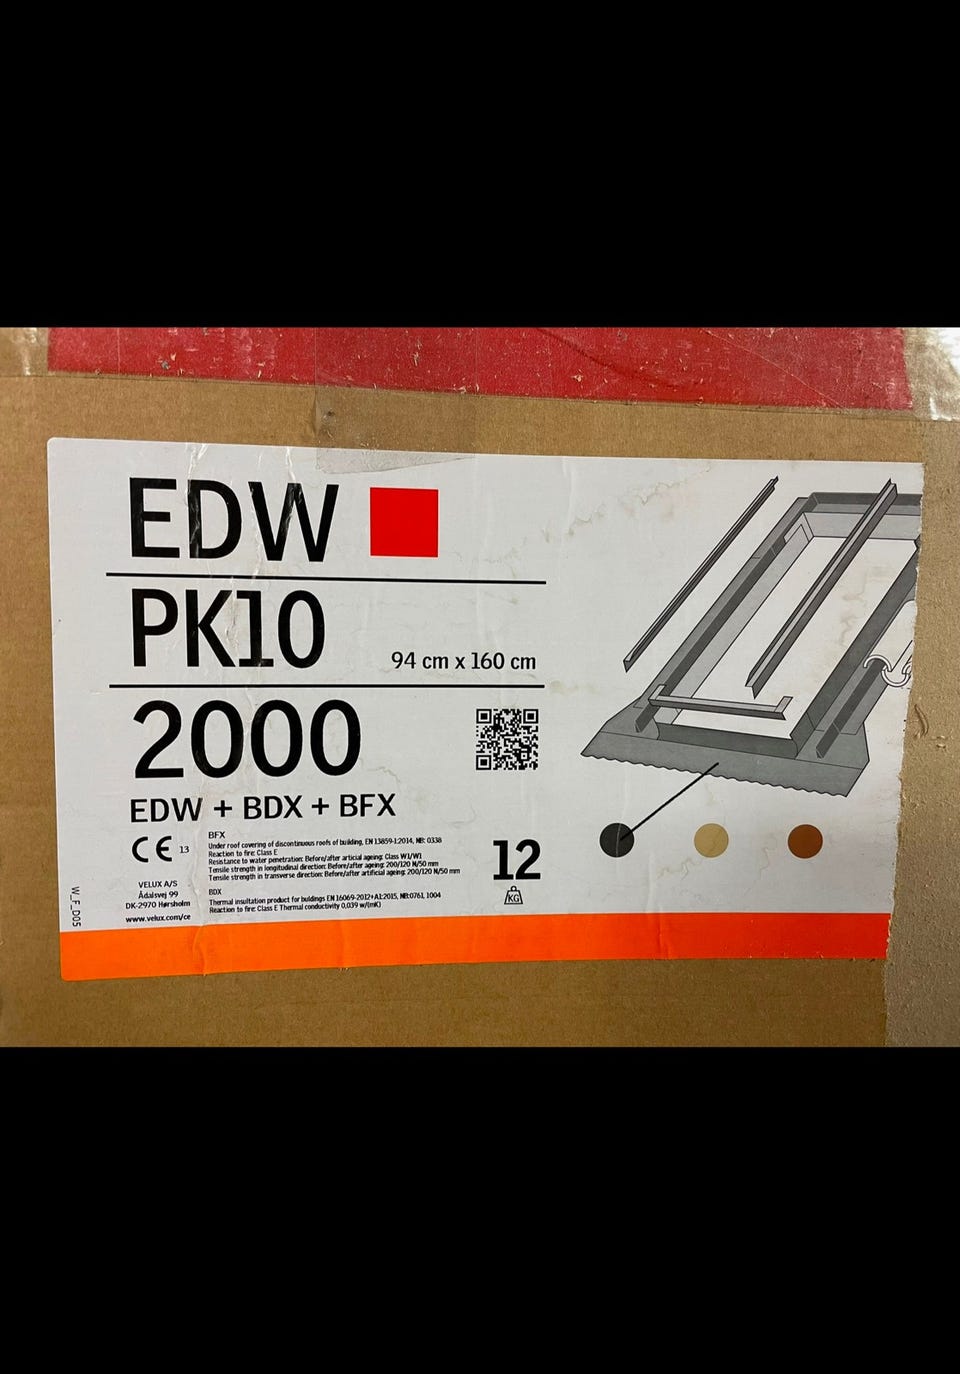 EDW
PK10
94 cm x 160 cm
2000
EDW + BDX + BFX
CE 13
BFX
Under roof covering of discontinuous roofs of building, EN 13859-1:2014, NB: 0338
Reaction to fire: Class E
Resistance to water penetration: Before/after articial ageing: Class W1/W1
Tensile strength in longitudinal direction: Before/after ageing: 200/120 N/50 mm
Tensile strength in transverse direction: Before/after artificial ageing: 200/120 N/50 mm
BDX
Thermal insultation product for buldings EN 16069-2012+A1:2015, NB:0761, 1004
Reaction to fire: Class E Thermal conductivity 0,039 w/(mK)
VELUX A/S
Ådalsvej 99
DK-2970 Hørsholm
www.velux.com/ce
12
KG
W_F_D05